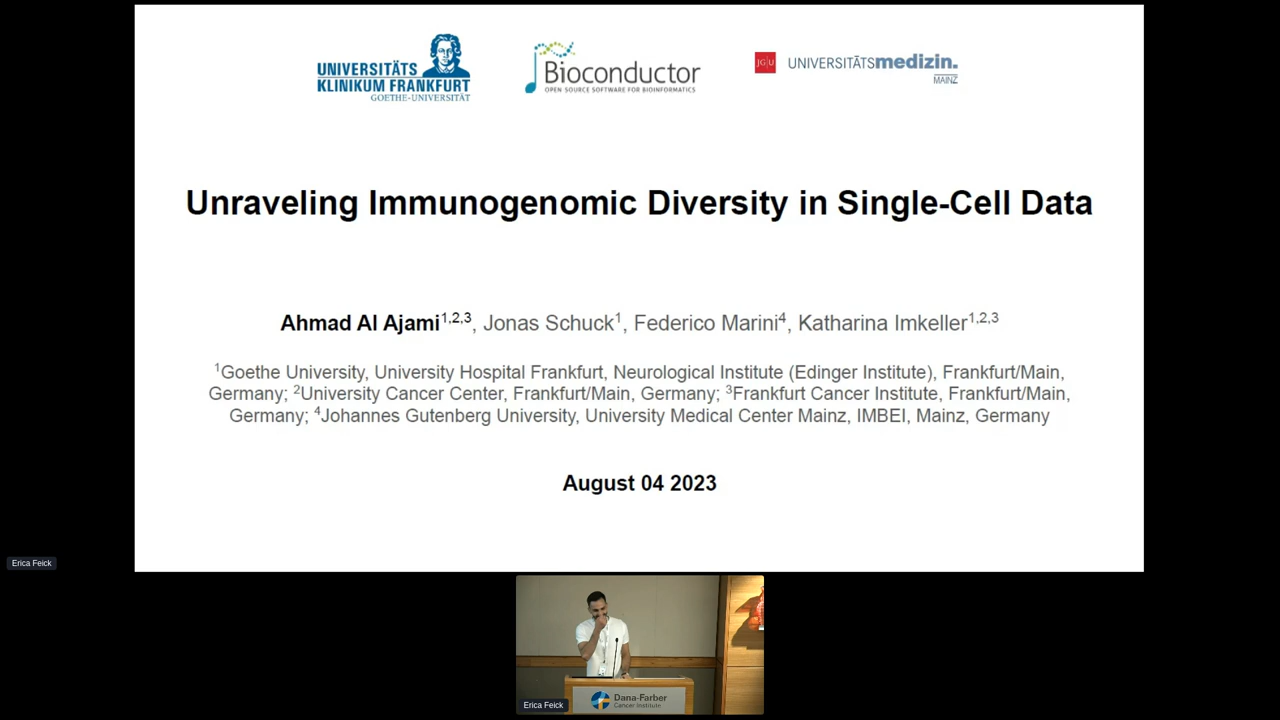 UNIVERSITÄTS
KLINIKUM FRANKFURT
GOETHE-UNIVERSITÄT
Bioconductor
OPEN SOURCE SOFTWARE FOR BIOINFORMATICS
JG|U UNIVERSITÄTSmedizin.
MAINZ
Unraveling Immunogenomic Diversity in Single-Cell Data
Ahmad Al Ajami1,2,3, Jonas Schuck1, Federico Marini4, Katharina Imkeller1,2,3
1Goethe University, University Hospital Frankfurt, Neurological Institute (Edinger Institute), Frankfurt/Main,
Germany; 2University Cancer Center, Frankfurt/Main, Germany; 3Frankfurt Cancer Institute, Frankfurt/Main,
Germany; 4Johannes Gutenberg University, University Medical Center Mainz, IMBEI, Mainz, Germany
August 04 2023
Erica Feick
Dana-Farber
Cancer Institute
Erica Feick